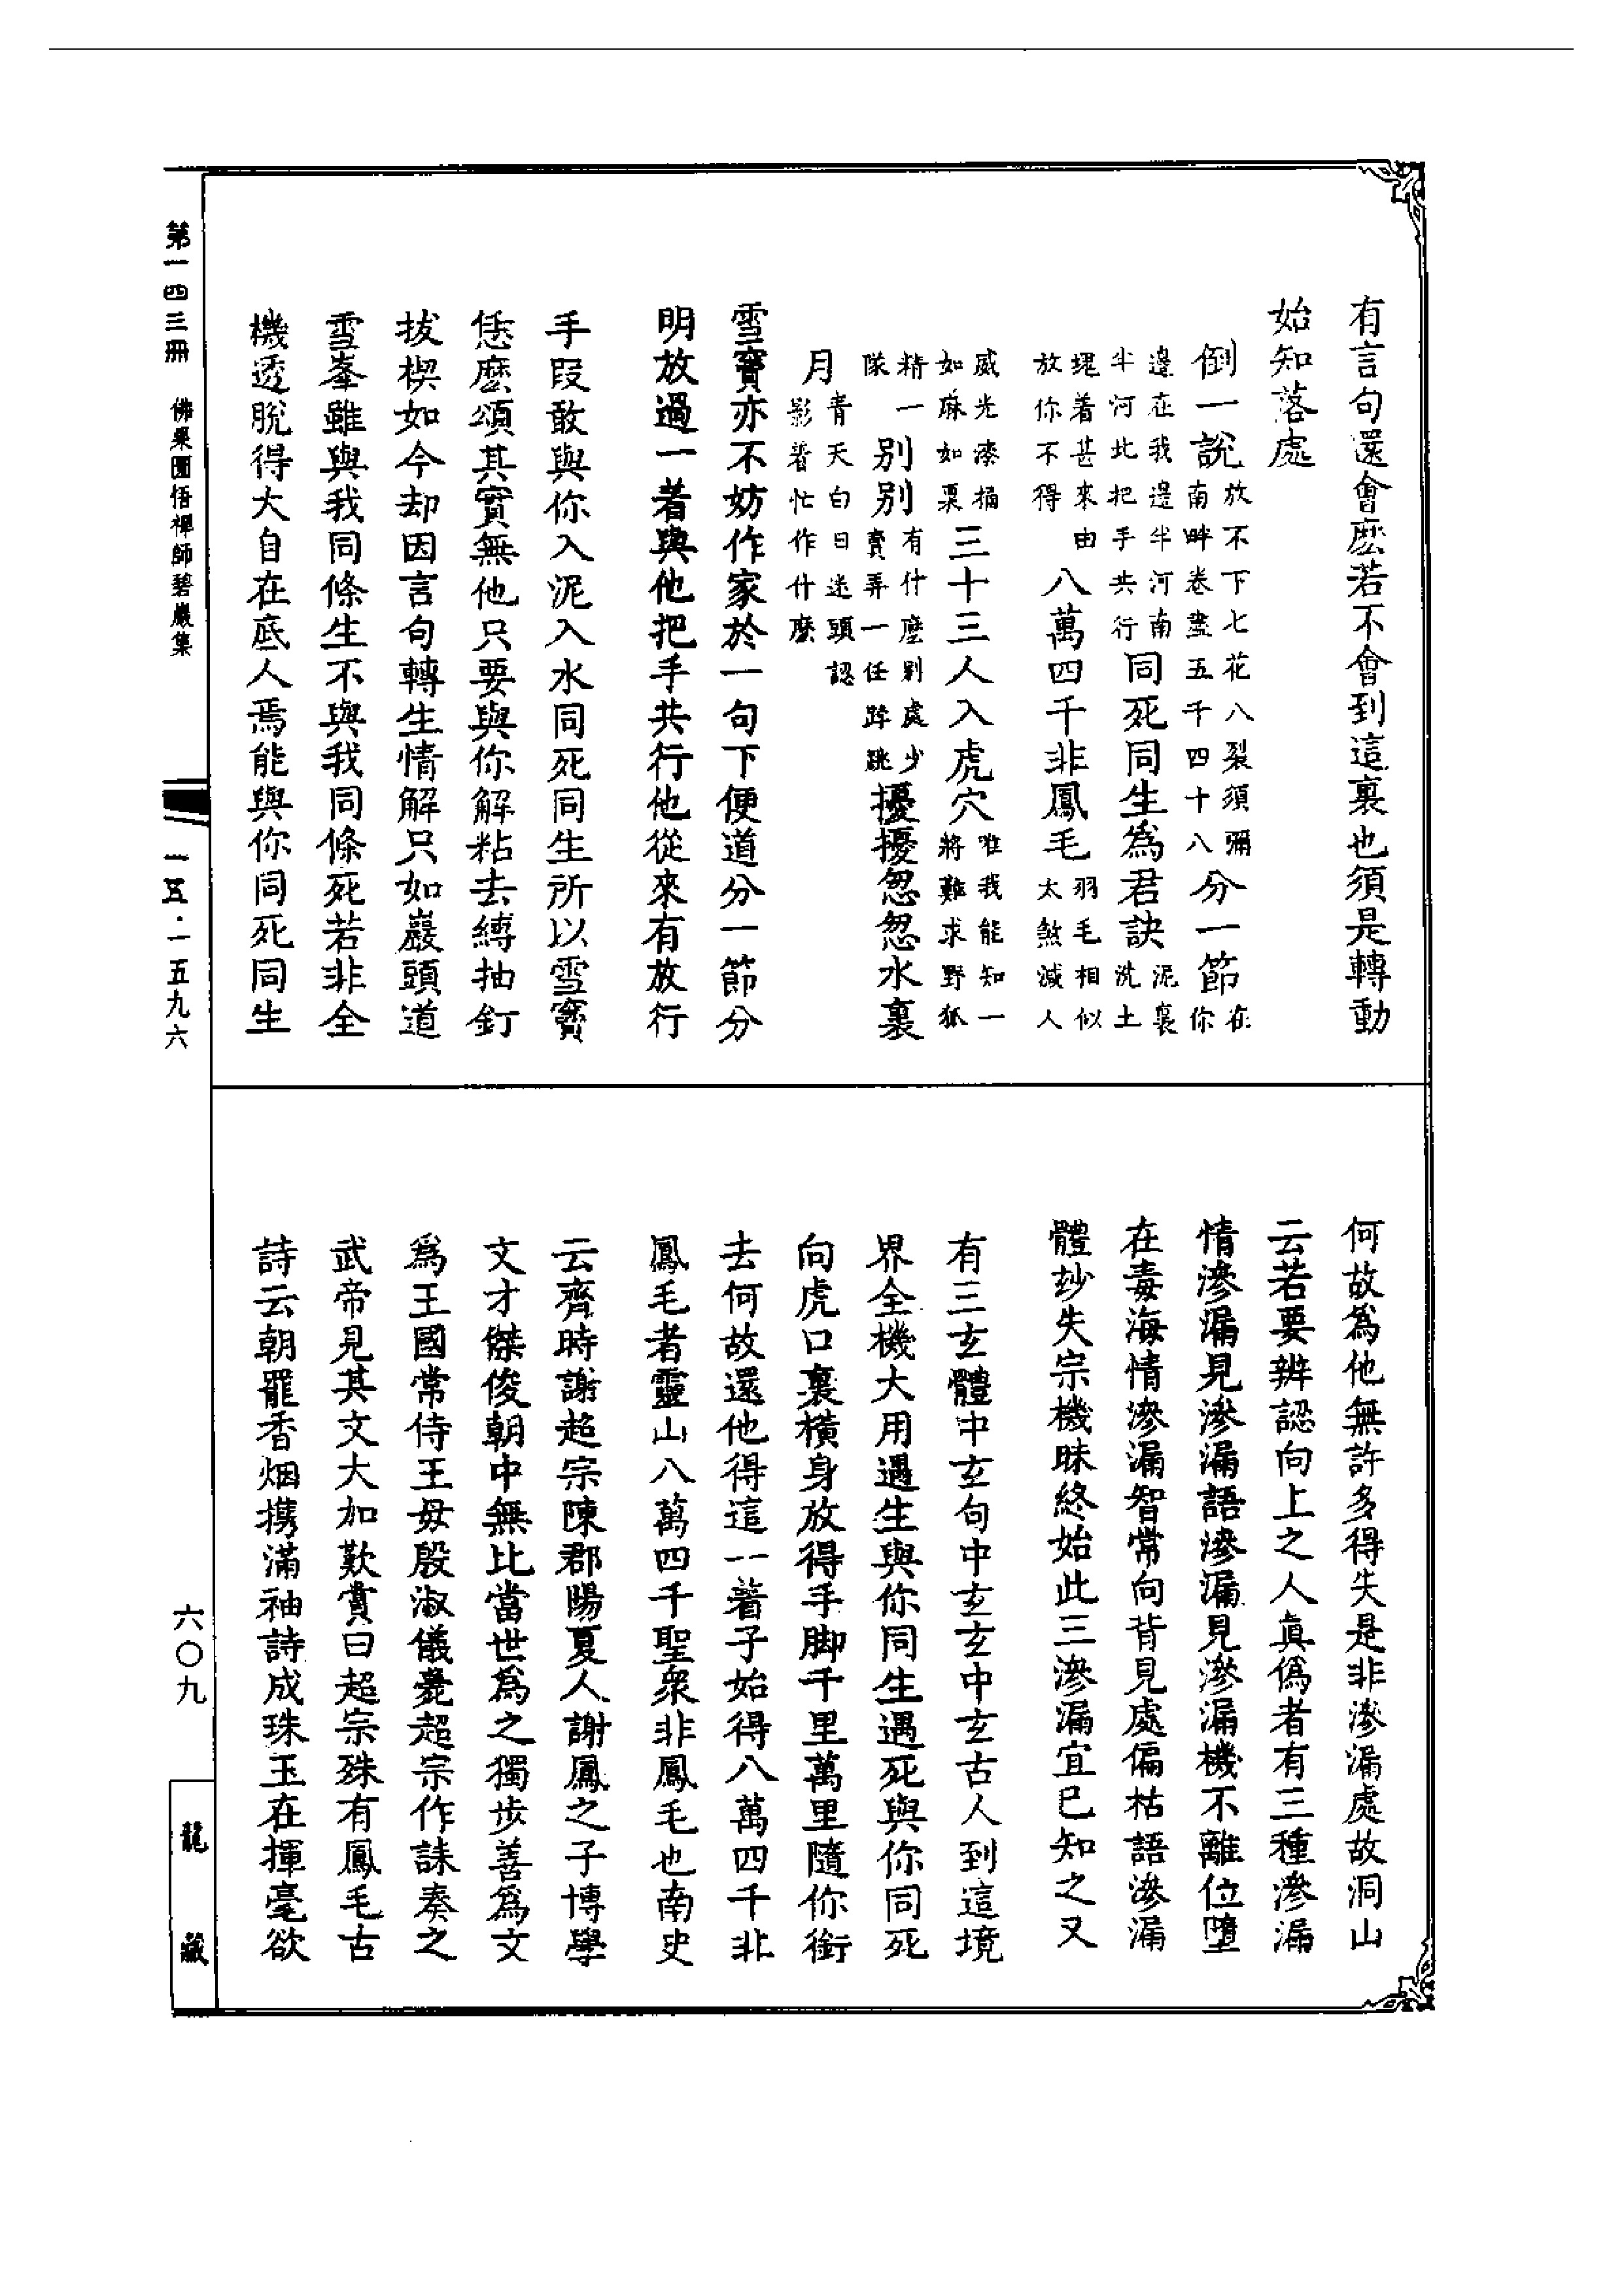 有言句還會麽若不會到這裏也須是轉動
始知落處
倒一說放不下七花八裂須彌南畔卷盡五千四十八分一節在你
邊在我邊半河南半河北把手共行同死同生為君訣泥裏洗土
塊着甚來由放你不得八萬四千非鳳毛羽毛相似太煞減人
威光漆桶如麻如粟三十三人入虎穴唯我能知一將難求野狐
精一隊別別有什麽別處少賣弄一任跳擾擾怱怱水裏
月青天白日迷頭認影着忙作什麽
雪竇亦不妨作家於一句下便道分一節分
明放過一著與他把手共行他從來有放行
手段敢與你入泥入水同死同生所以雪竇
恁麽頌其實無他只要與你解粘去縛抽釘
拔楔如今却因言句轉生情解只如巖頭道
雪峯雖與我同條生不與我同條死若非全
機透脫得大自在底人焉能與你同死同生
何故為他無許多得失是非滲漏處故洞山
云若要辨認向上之人眞偽者有三種滲漏
情滲漏見滲漏語滲漏見滲漏機不離位墮
在毒海情滲漏智常向背見處偏枯語滲漏
體玅失宗機昧終始此三滲漏宜已知之又
有三玄體中玄句中玄玄中玄古人到這境
界全機大用遇生與你同生遇死與你同死
向虎口裏橫身放得手脚千里萬里隨你銜
去何故還他得這一著子始得八萬四千非
鳳毛者靈山八萬四千聖衆非鳳毛也南史
云齊時謝超宗陳郡陽夏人謝鳳之子博學
文才傑俊朝中無比當世為之獨步善為文
為王國常侍王母殷淑儀薨超宗作誄奏之
武帝見其文大加歎賞曰超宗殊有鳳毛古
詩云朝罷香烟携滿袖詩成珠玉在揮毫欲
第一四三冊 佛果圜悟禪師碧巖集 一五·一五九六 六〇九
龍藏